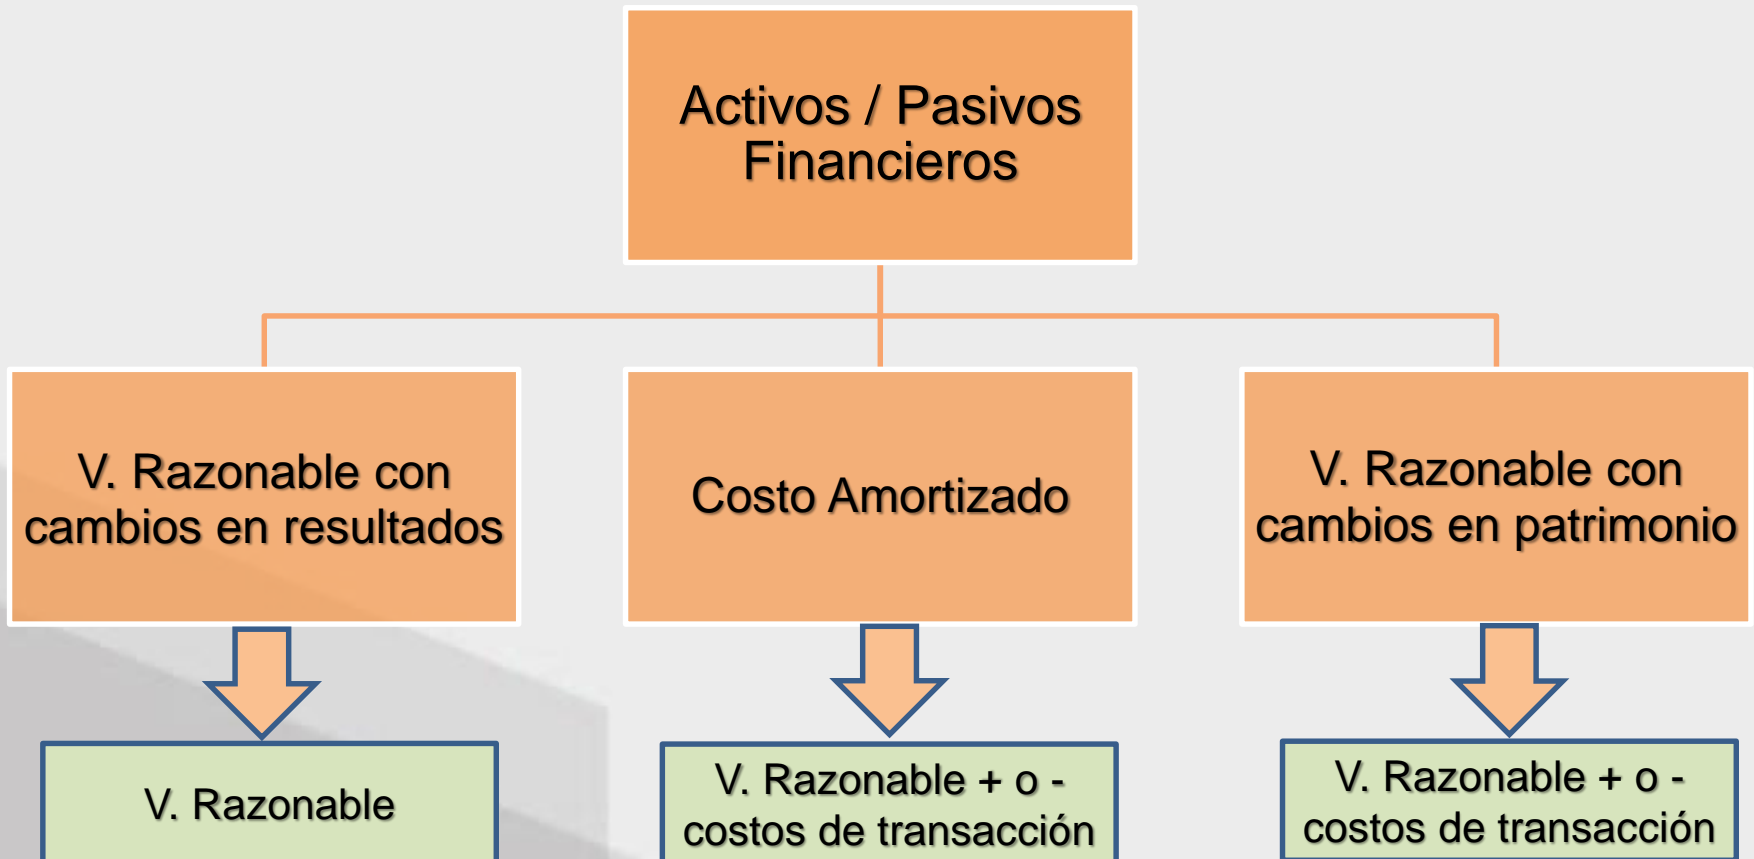 Activos / Pasivos
Financieros
V. Razonable con
cambios en resultados
Costo Amortizado
V. Razonable con
cambios en patrimonio
V. Razonable
V. Razonable + o -
costos de transacción
V. Razonable + o -
costos de transacción